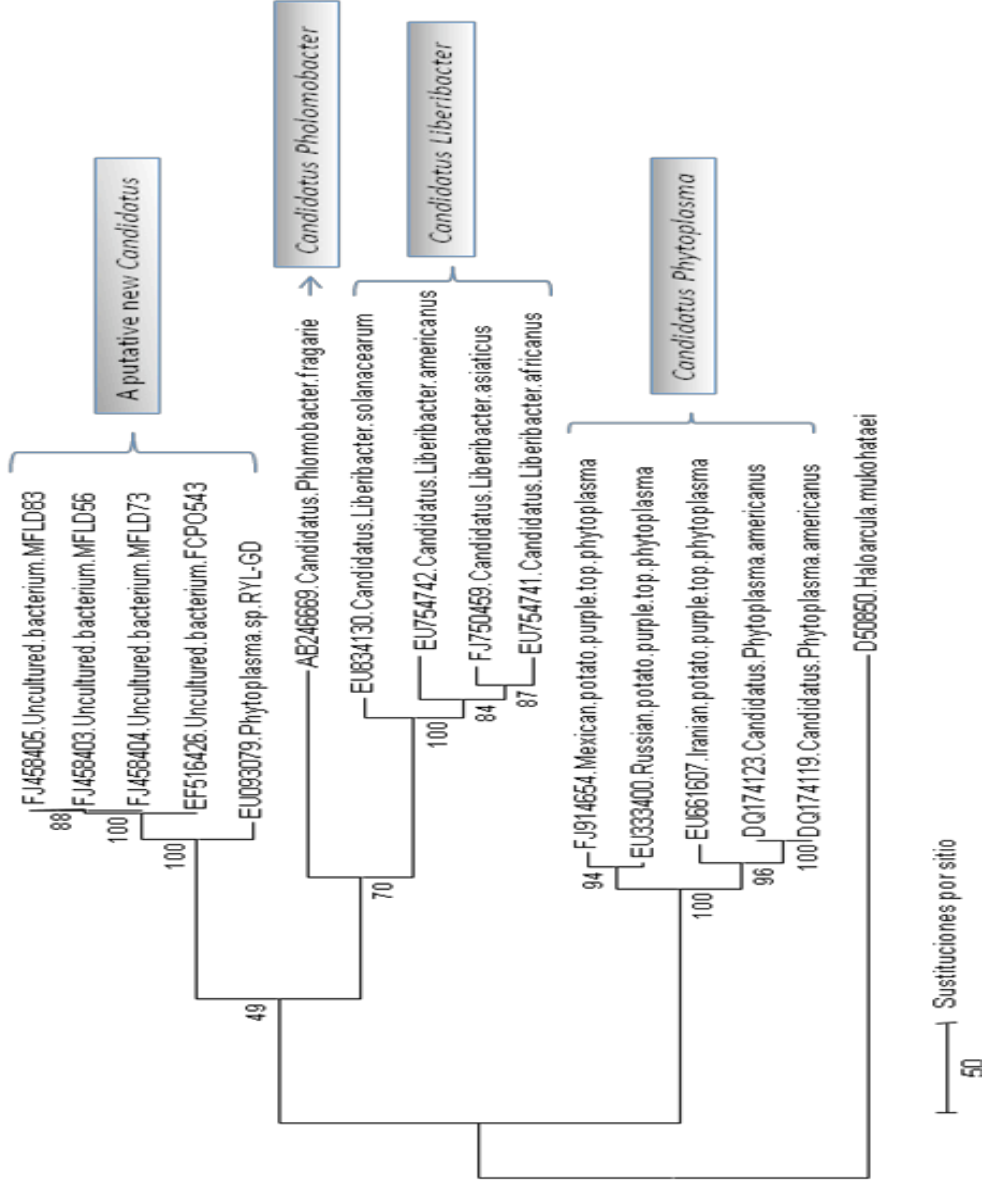 FJ458405.Uncultured.bacterium.MFLD83
FJ458403.Uncultured.bacterium.MFLD56
FJ458404.Uncultured.bacterium.MFLD73
EF516426.Uncultured.bacterium.FCPO543
EU093079.Phytoplasma.sp.RYL-GD
A putative new Candidatus
AB246669.Candidatus.Phlomobacter.fragarie
Candidatus Pholomobacter
EU834130.Candidatus.Liberibacter.solanacearum
EU754742.Candidatus.Liberibacter.americanus
FJ750459.Candidatus.Liberibacter.asiaticus
EU754741.Candidatus.Liberibacter.africanus
Candidatus Liberibacter
FJ914654.Mexican.potato.purple.top.phytoplasma
EU333400.Russian.potato.purple.top.phytoplasma
EU661607.Iranian.potato.purple.top.phytoplasma
DQ174123.Candidatus.Phytoplasma.americanus
DQ174119.Candidatus.Phytoplasma.americanus
Candidatus Phytoplasma
D50850.Haloarcula.mukohataei
88
100
100
49
70
100
84
87
94
100
96
100
50
Sustituciones por sitio